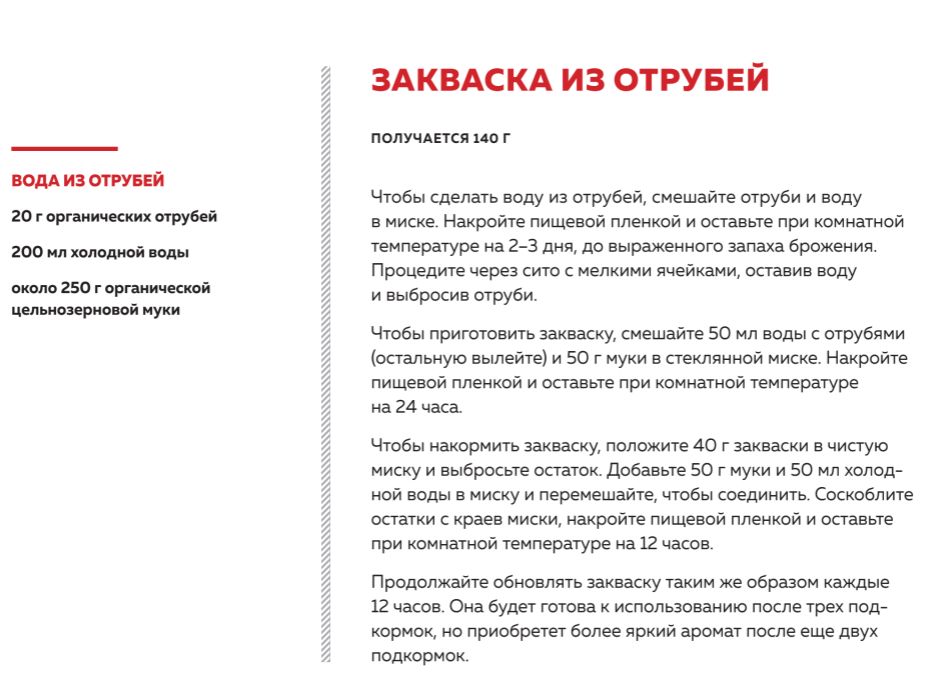 ЗАКВАСКА ИЗ ОТРУБЕЙ
ПОЛУЧАЕТСЯ 140 Г
ВОДА ИЗ ОТРУБЕЙ
20 г органических отрубей
200 мл холодной воды
около 250 г органической
цельнозерновой муки
Чтобы сделать воду из отрубей, смешайте отруби и воду
в миске. Накройте пищевой пленкой и оставьте при комнатной
температуре на 2–3 дня, до выраженного запаха брожения.
Процедите через сито с мелкими ячейками, оставив воду
и выбросив отруби.
Чтобы приготовить закваску, смешайте 50 мл воды с отрубями
(остальную вылейте) и 50 г муки в стеклянной миске. Накройте
пищевой пленкой и оставьте при комнатной температуре
на 24 часа.
Чтобы накормить закваску, положите 40 г закваски в чистую
миску и выбросьте остаток. Добавьте 50 г муки и 50 мл холод-
ной воды в миску и перемешайте, чтобы соединить. Соскоблите
остатки с краев миски, накройте пищевой пленкой и оставьте
при комнатной температуре на 12 часов.
Продолжайте обновлять закваску таким же образом каждые
12 часов. Она будет готова к использованию после трех под-
кормок, но приобретет более яркий аромат после еще двух
подкормок.